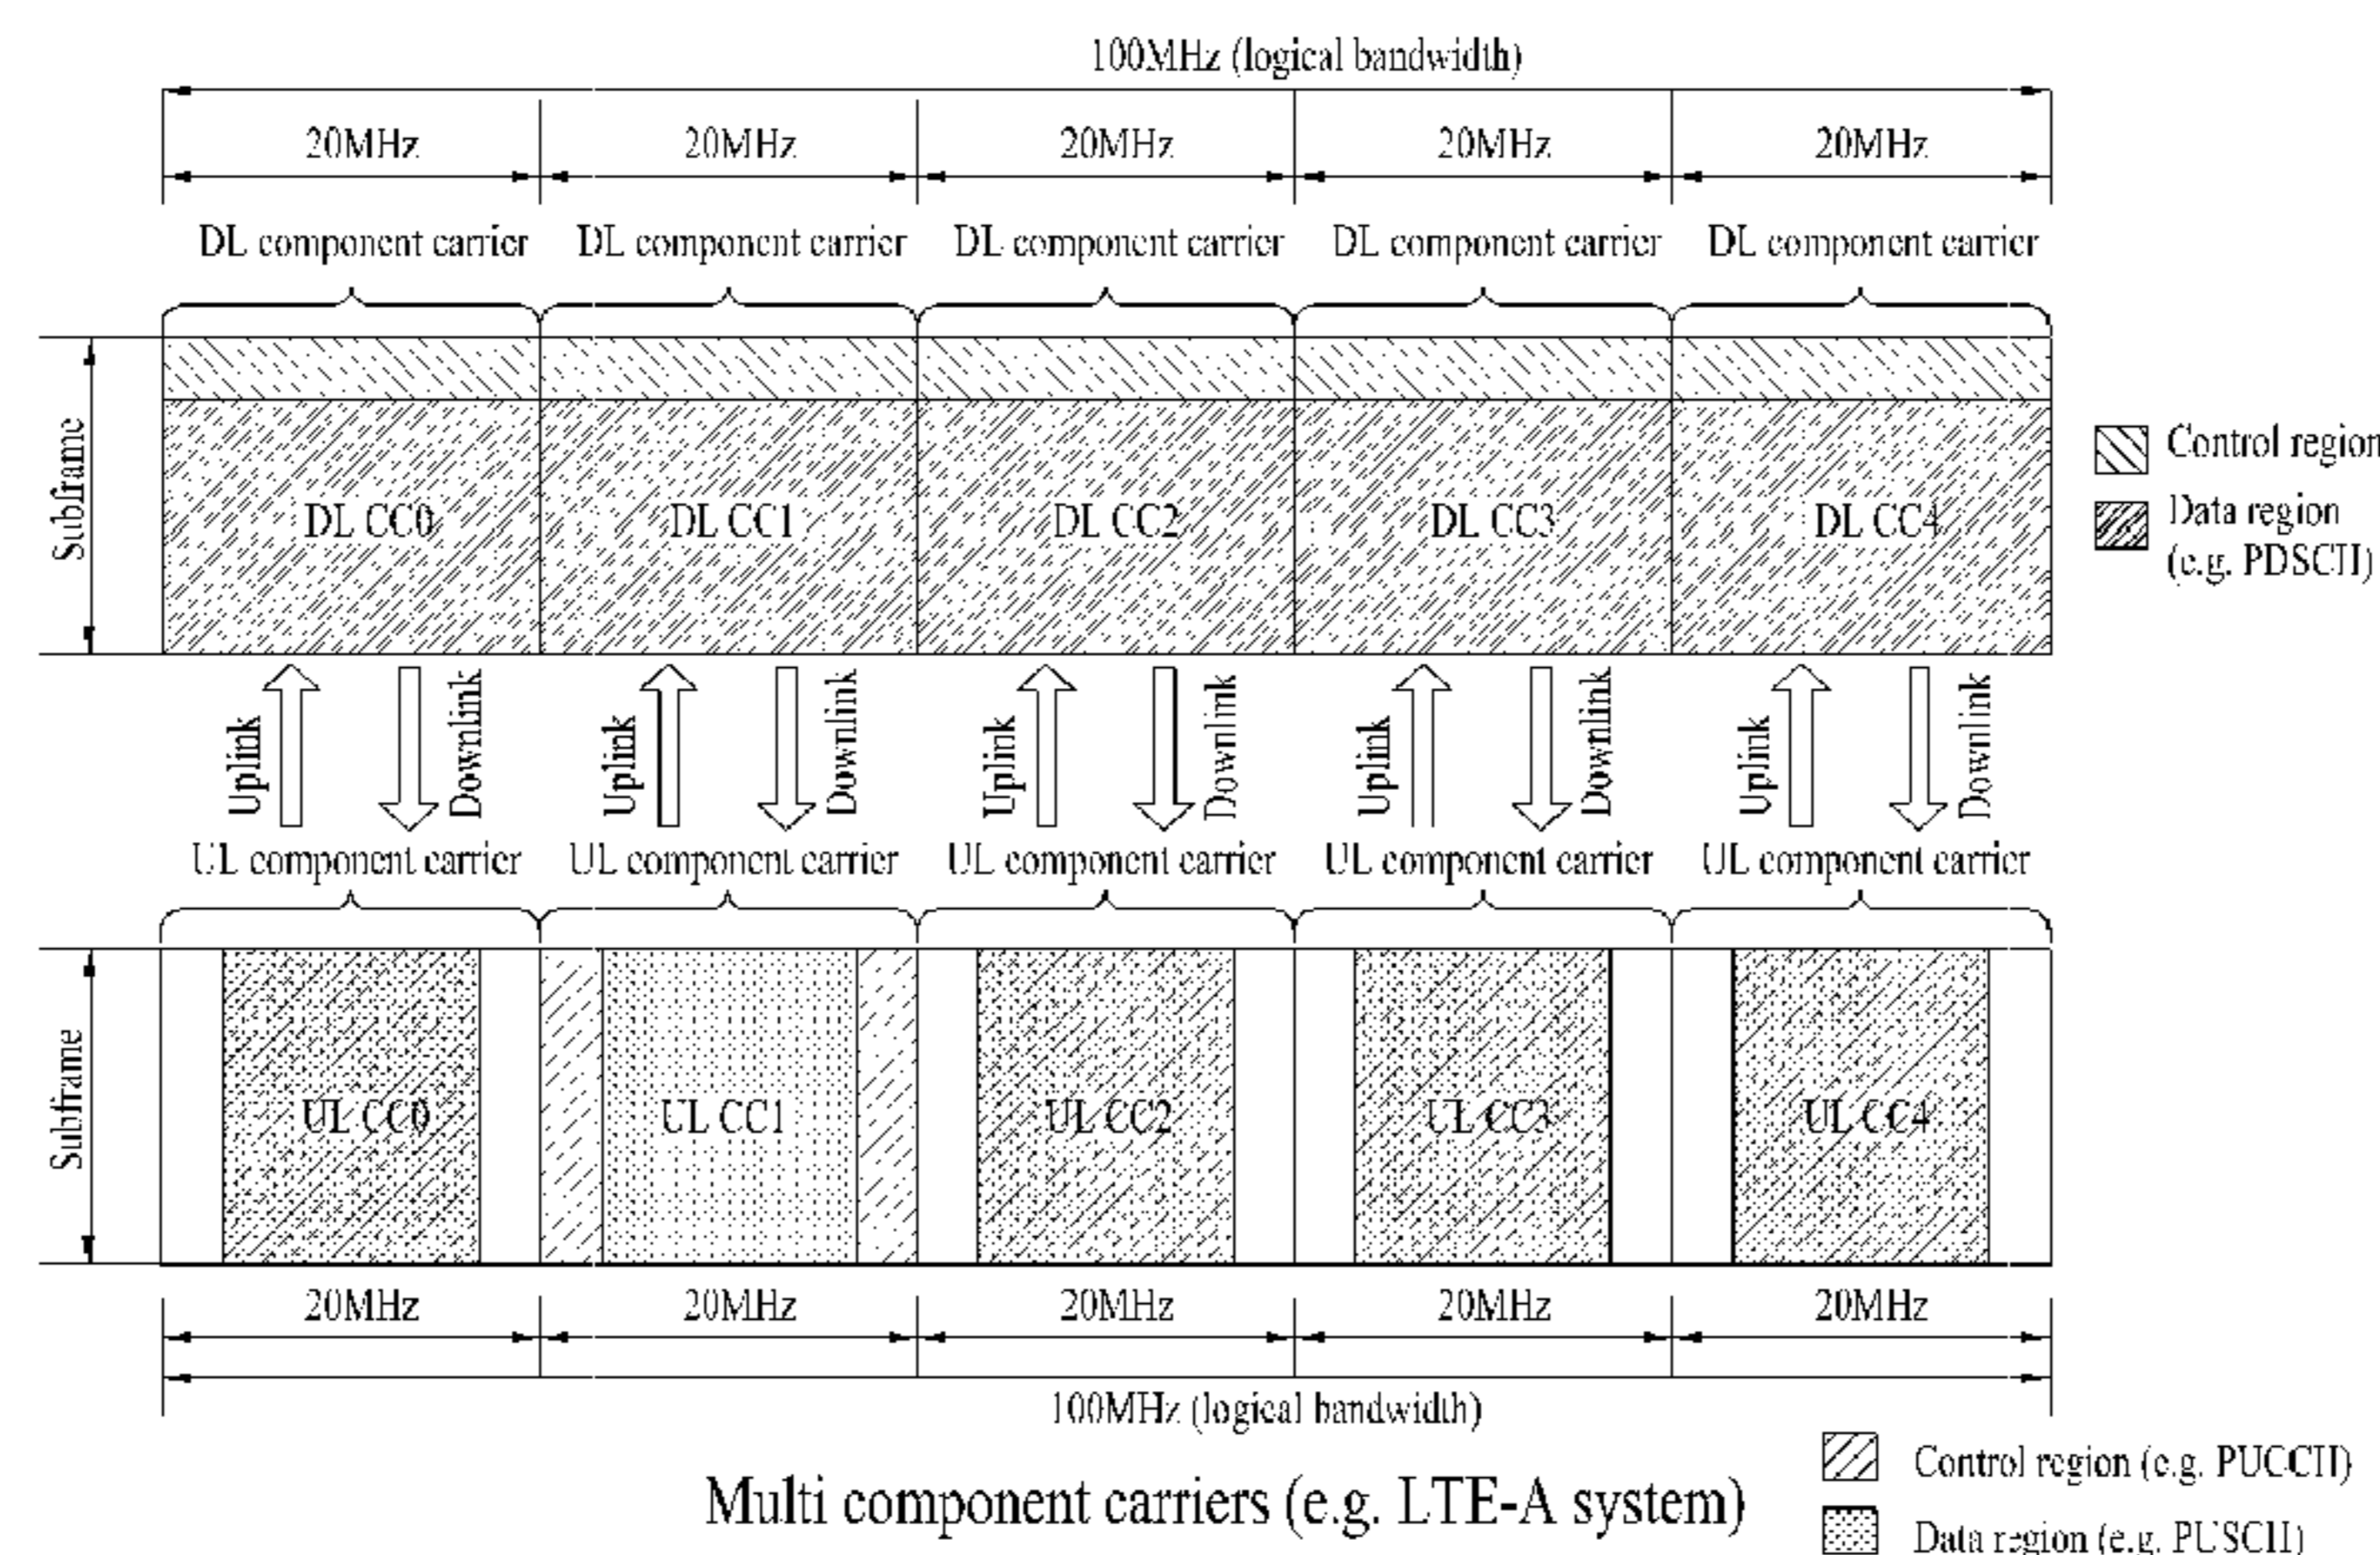 100MHz (logical bandwidth)
20MHz 20MHz 20MHz 20MHz 20MHz
DL component carrier DL component carrier DL component carrier DL component carrier DL component carrier
Subframe
DL CC0 DL CC1 DL CC2 DL CC3 DL CC4
Control region
Data region
(e.g. PDSCH)
Uplink Downlink Uplink Downlink Uplink Downlink Uplink Downlink Uplink Downlink
UL component carrier UL component carrier UL component carrier UL component carrier UL component carrier
Subframe
UL CC0 UL CC1 UL CC2 UL CC3 UL CC4
20MHz 20MHz 20MHz 20MHz 20MHz
100MHz (logical bandwidth)
Multi component carriers (e.g. LTE-A system)
Control region (e.g. PUCCH)
Data region (e.g. PUSCH)